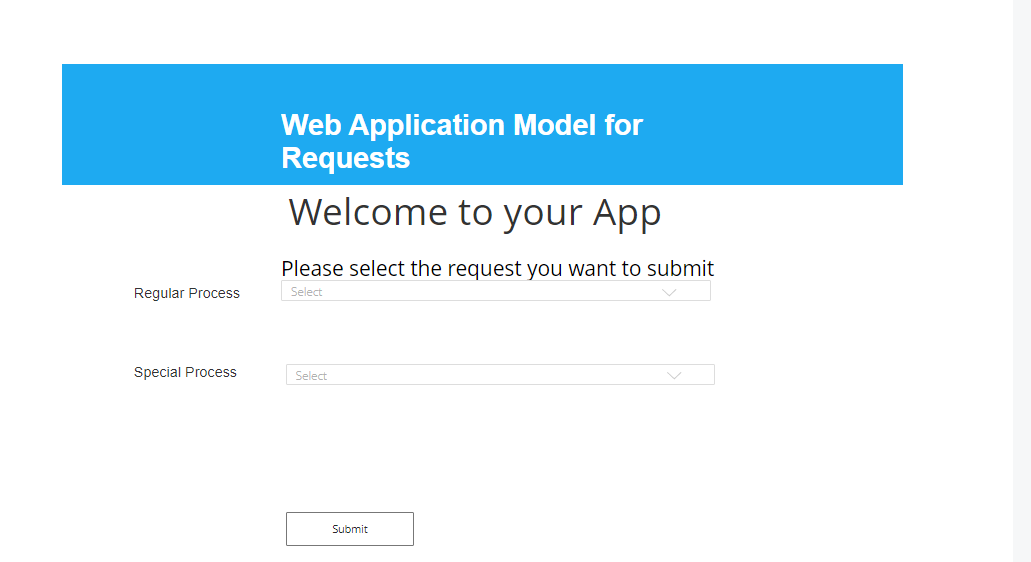 Web Application Model for
Requests
Welcome to your App
Please select the request you want to submit
Regular Process
Select
Special Process
Select
Submit